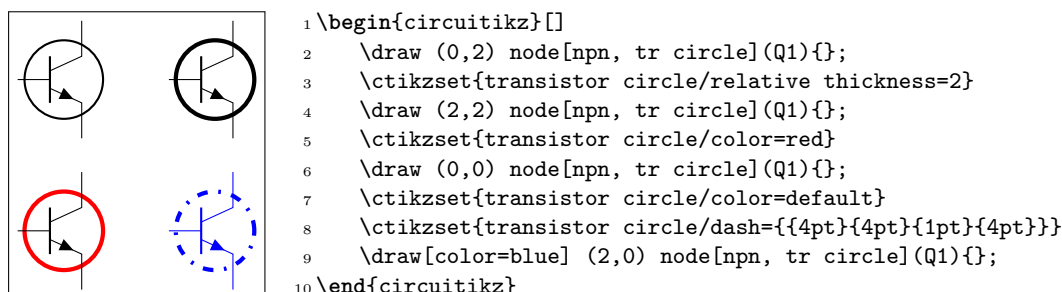 1 \begin{circuitikz}[]
2 \draw (0,2) node[npn, tr circle](Q1){};
3 \ctikzset{transistor circle/relative thickness=2}
4 \draw (2,2) node[npn, tr circle](Q1){};
5 \ctikzset{transistor circle/color=red}
6 \draw (0,0) node[npn, tr circle](Q1){};
7 \ctikzset{transistor circle/color=default}
8 \ctikzset{transistor circle/dash={{4pt}{4pt}{1pt}{4pt}}}
9 \draw[color=blue] (2,0) node[npn, tr circle](Q1){};
10 \end{circuitikz}